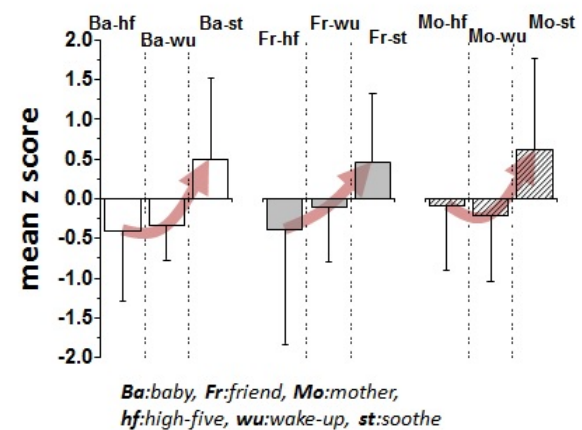 Ba-hf Ba-wu Ba-st Fr-hf Fr-wu Fr-st Mo-hf Mo-wu Mo-st
2.0
1.5
1.0
0.5
0.0
-0.5
-1.0
-1.5
-2.0
mean z score
Ba:baby, Fr:friend, Mo:mother,
hf:high-five, wu:wake-up, st:soothe